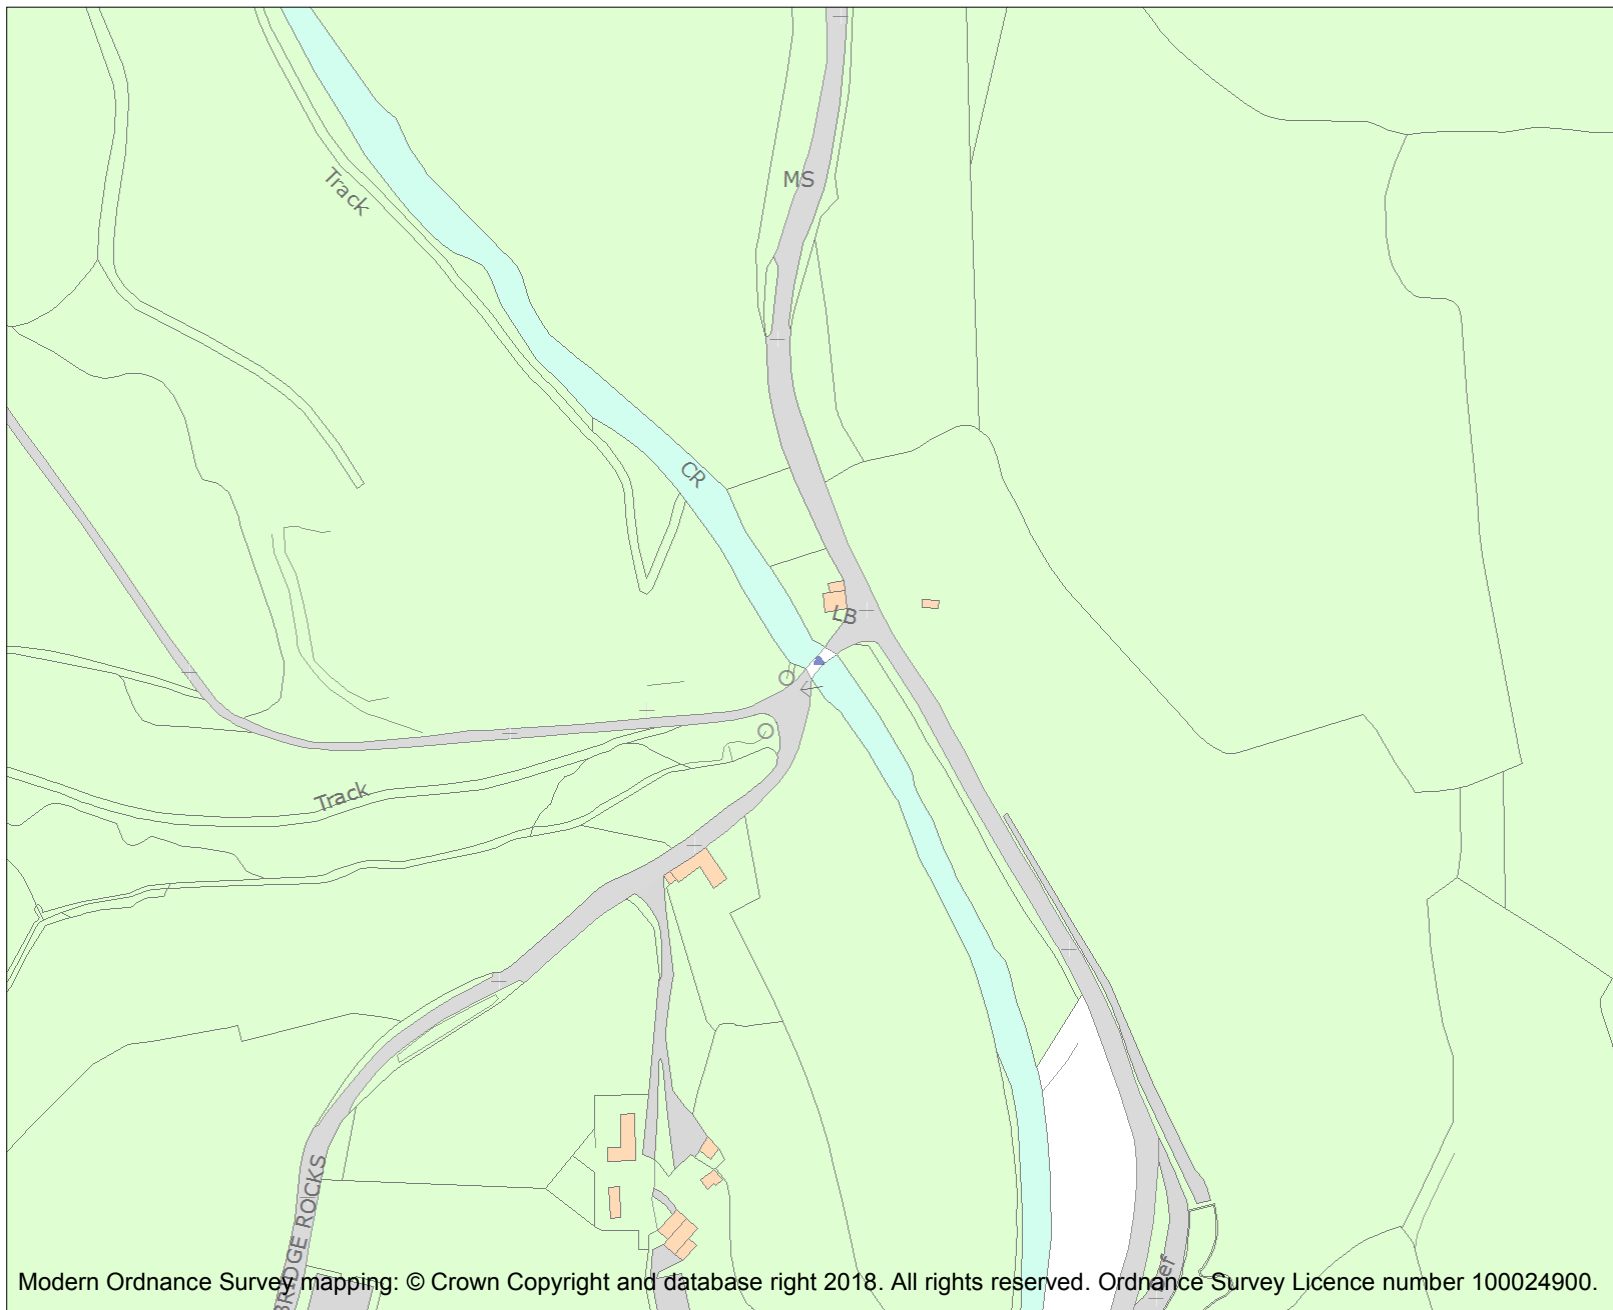 Track
MS
CR
LB
Track
BRIDGE ROCKS
ef
Modern Ordnance Survey mapping: © Crown Copyright and database right 2018. All rights reserved. Ordnance Survey Licence number 100024900.